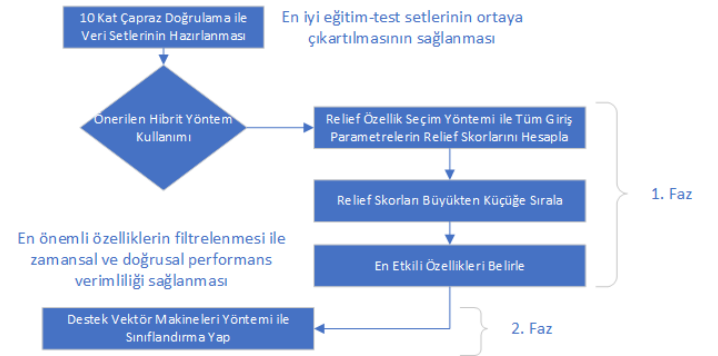 10 Kat Çapraz Doğrulama ile
Veri Setlerinin Hazırlanması
En iyi eğitim-test setlerinin ortaya
çıkartılmasının sağlanması
Önerilen Hibrit Yöntem
Kullanımı
Relief Özellik Seçim Yöntemi ile Tüm Giriş
Parametrelerin Relief Skorlarını Hesapla
1. Faz
Relief Skorları Büyükten Küçüğe Sırala
En önemli özelliklerin filtrelenmesi ile
zamansal ve doğrusal performans
verimliliği sağlanması
En Etkili Özellikleri Belirle
Destek Vektör Makineleri Yöntemi ile
Sınıflandırma Yap
2. Faz